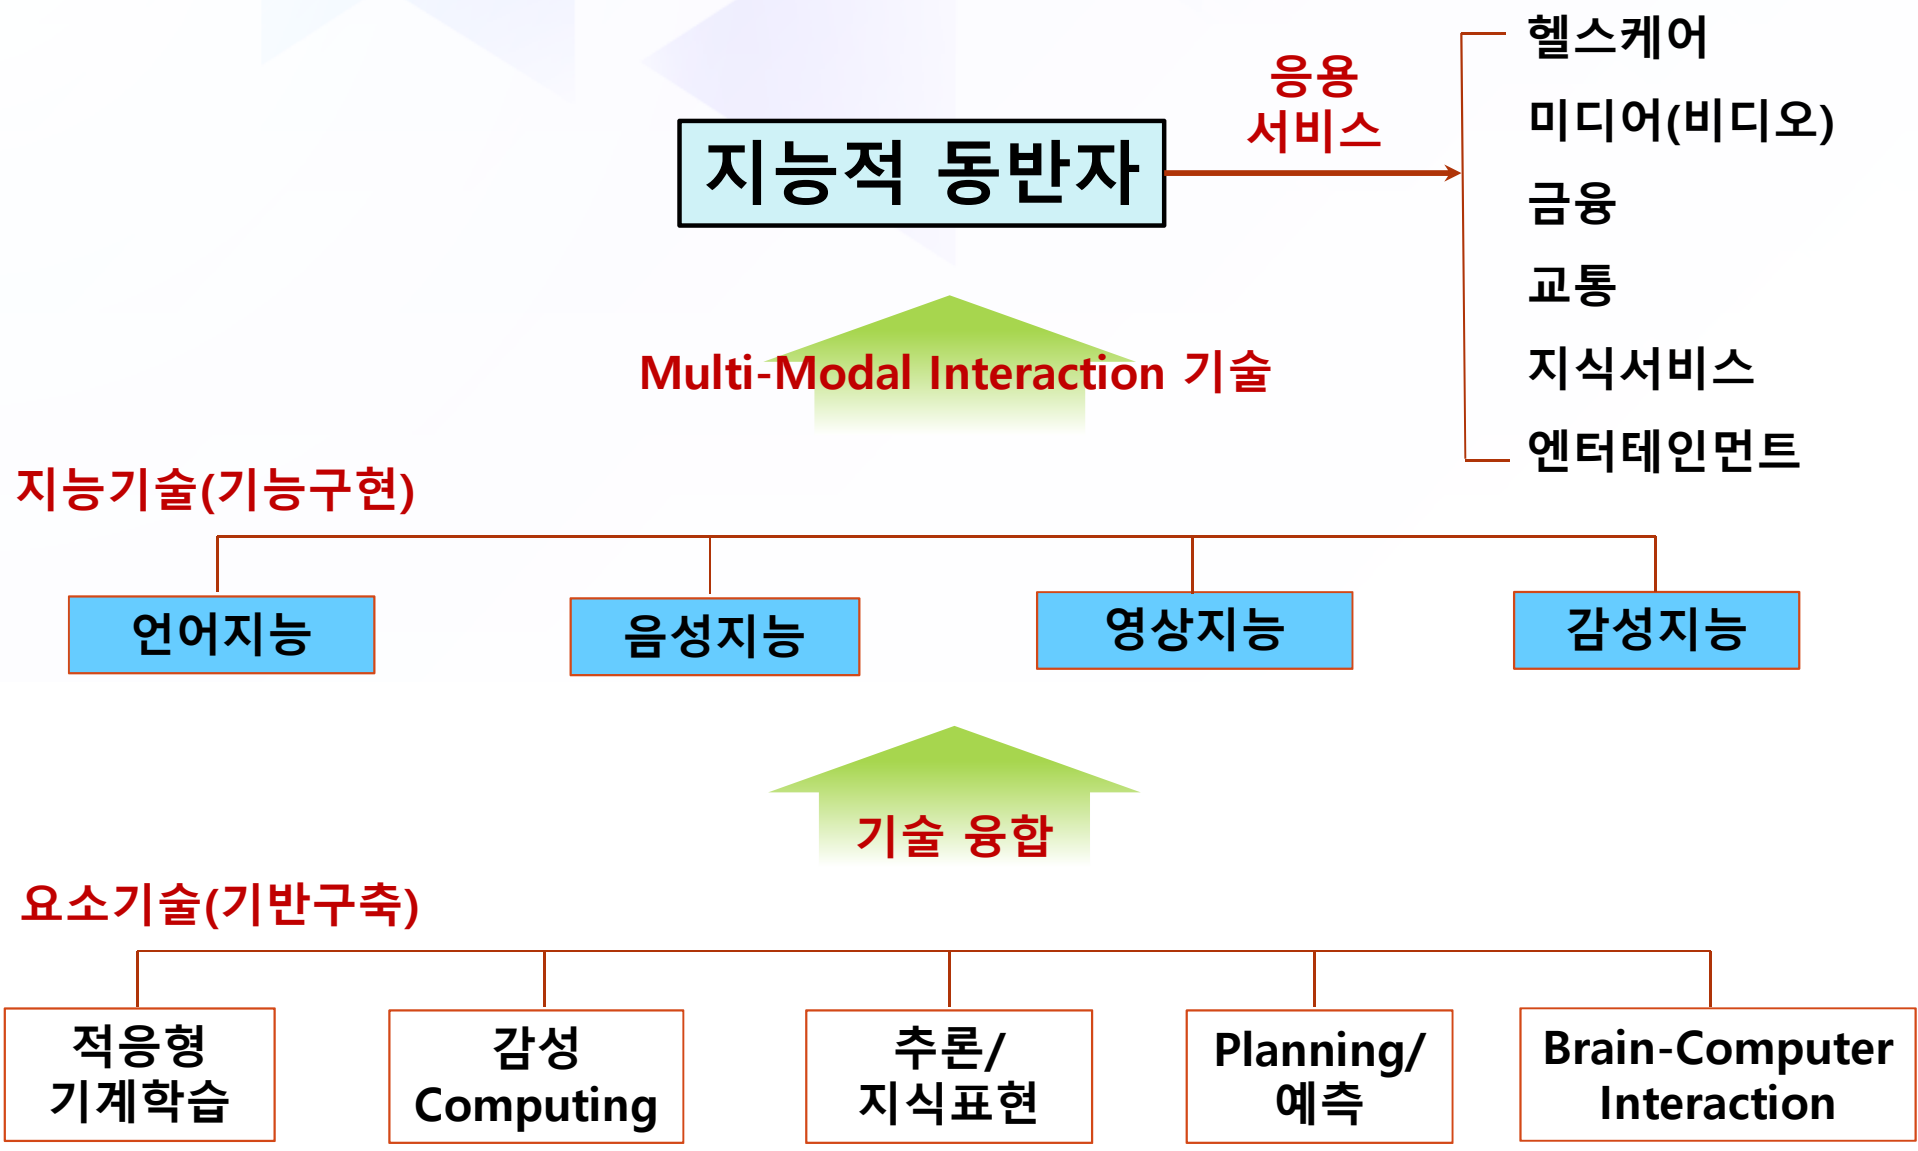 헬스케어
응용
서비스
미디어(비디오)
지능적 동반자
금융
교통
Multi-Modal Interaction 기술
지식서비스
엔터테인먼트
지능기술(기능구현)
언어지능
음성지능
영상지능
감성지능
기술 융합
요소기술(기반구축)
적응형
기계학습
감성
Computing
추론/
지식표현
Planning/
예측
Brain-Computer
Interaction